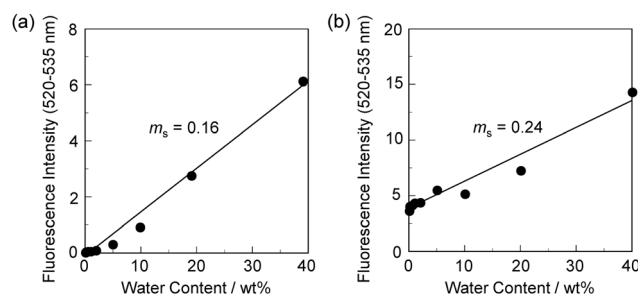 (a)
Fluorescence Intensity (520-535 nm)
8
6
4
2
0
mₛ = 0.16
0 10 20 30 40
Water Content / wt%
(b)
Fluorescence Intensity (520-535 nm)
20
15
10
5
0
mₛ = 0.24
0 10 20 30 40
Water Content / wt%